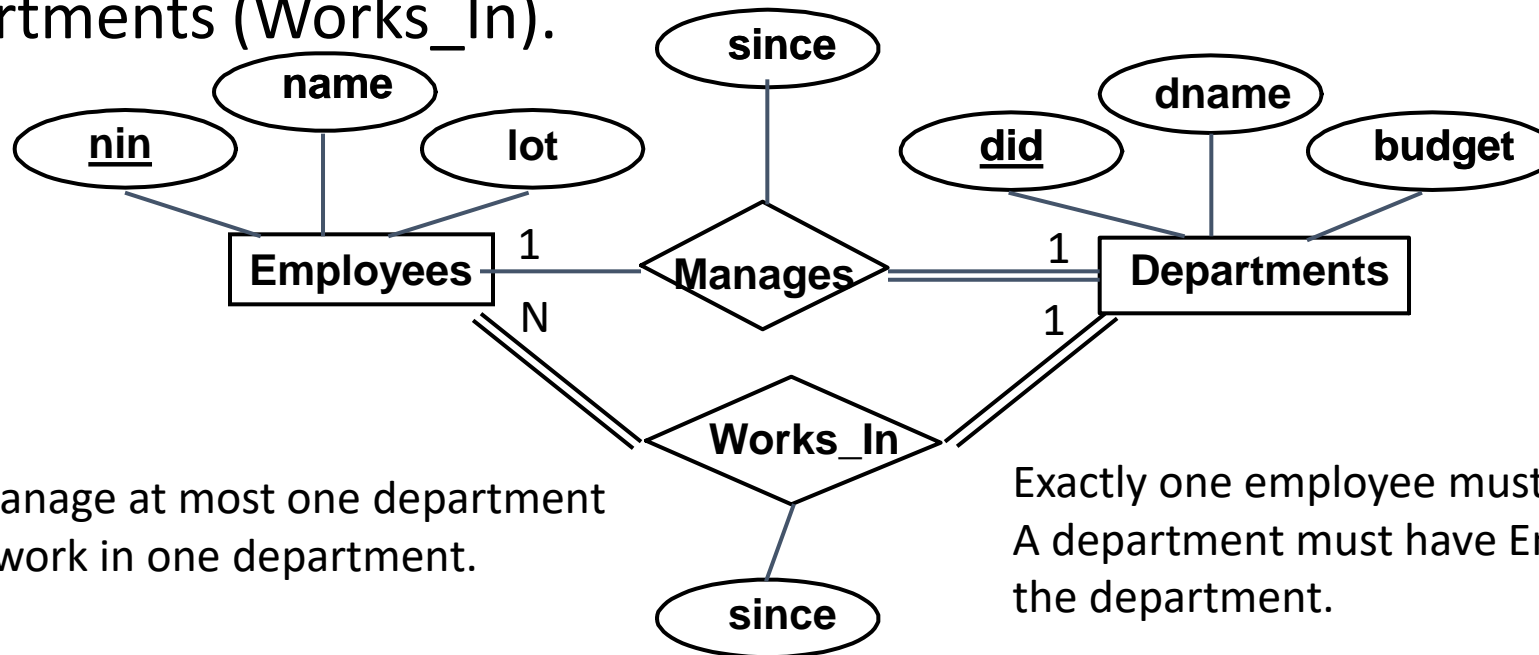 rtments (Works_In).
since
name
dname
nin
lot
did
budget
1
1
Employees
Manages
Departments
N
1
Works_In
anage at most one department
work in one department.
Exactly one employee must
A department must have E
the department.
since